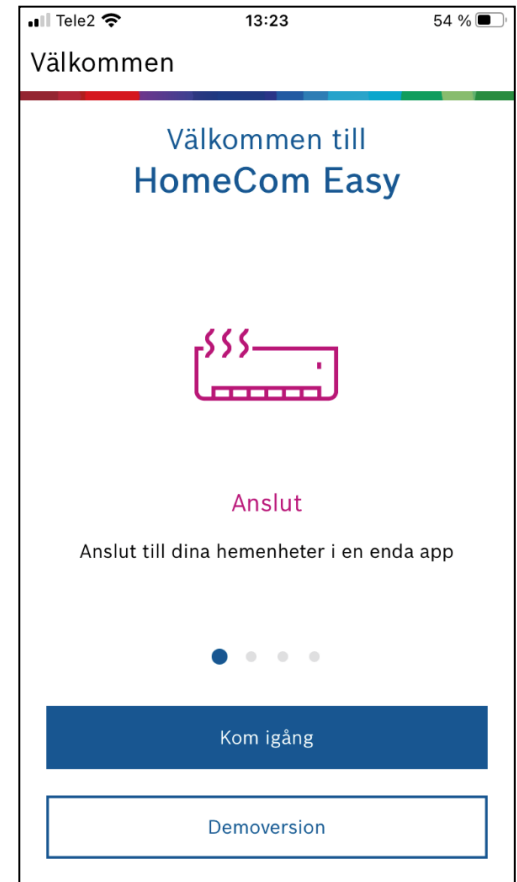 Tele2 13:23 54 %
Välkommen
Välkommen till
HomeCom Easy
Anslut
Anslut till dina hemenheter i en enda app
Kom igång
Demoversion